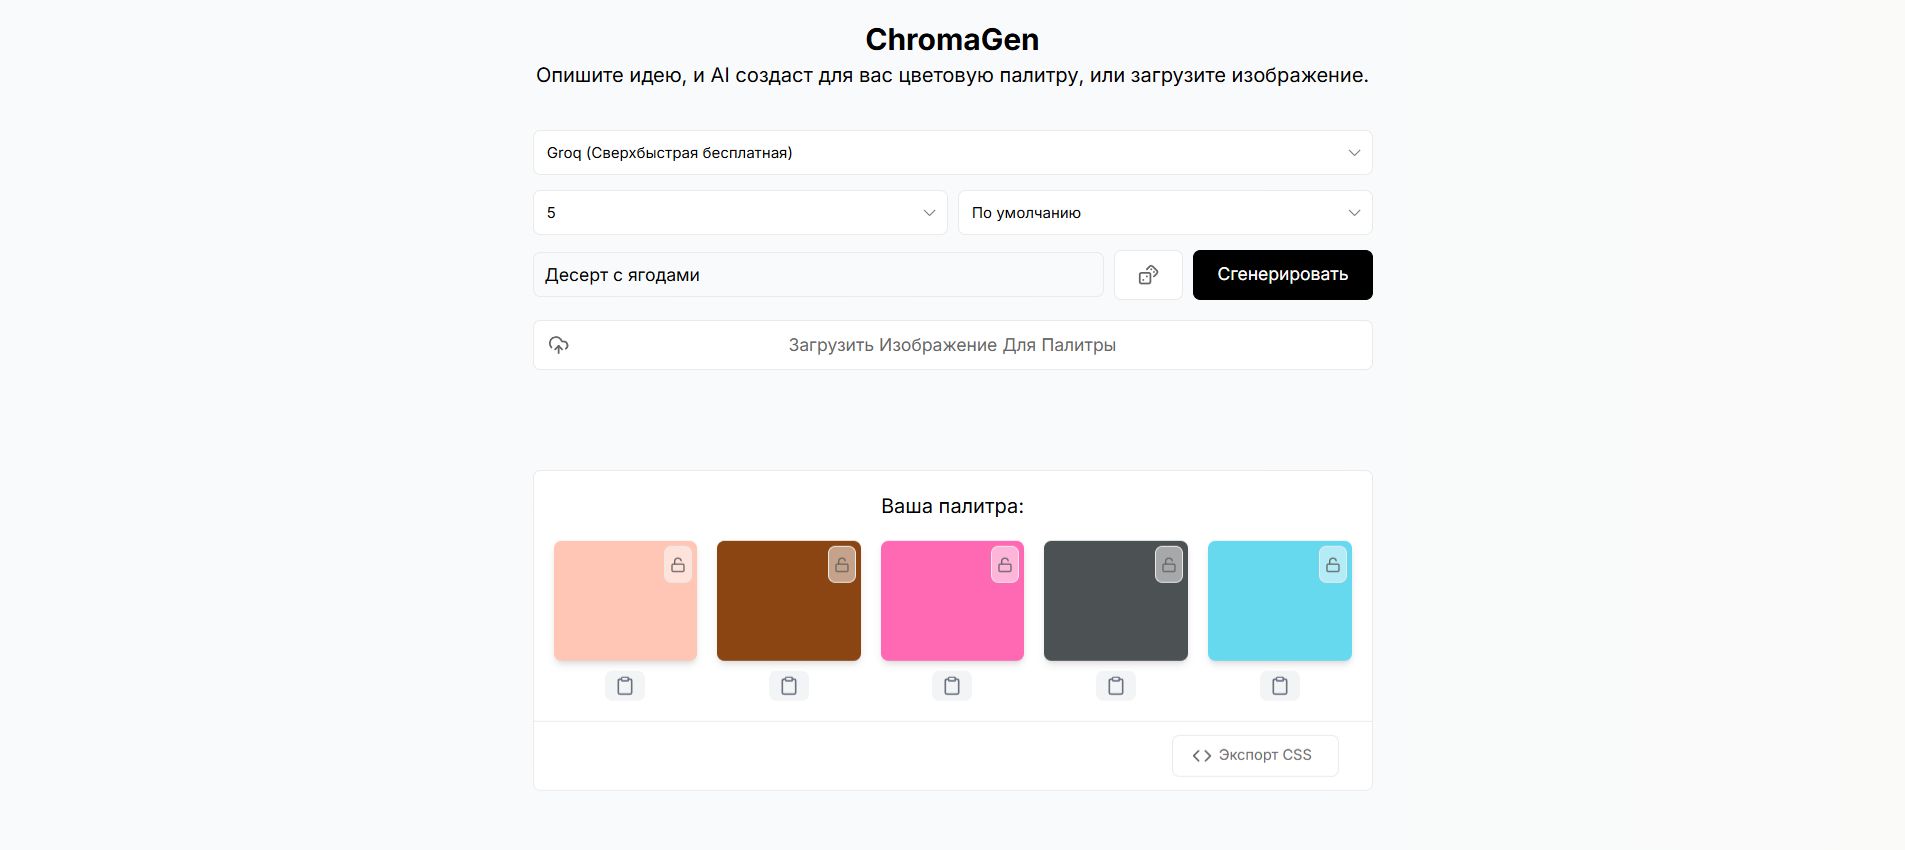 ChromaGen
Опишите идею, и AI создаст для вас цветовую палитру, или загрузите изображение.
Groq (Сверхбыстрая бесплатная)
5
По умолчанию
Десерт с ягодами
Сгенерировать
Загрузить Изображение Для Палитры
Ваша палитра:
Экспорт CSS